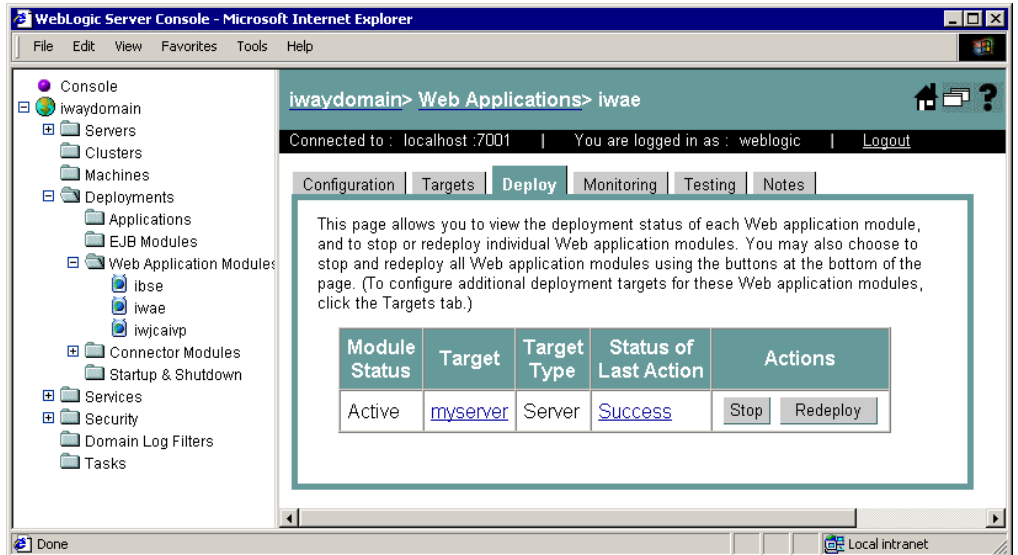 WebLogic Server Console - Microsoft Internet Explorer
File Edit View Favorites Tools Help
Console
iwaydomain
Servers
Clusters
Machines
Deployments
Applications
EJB Modules
Web Application Modules
ibse
iwae
iwjcaivp
Connector Modules
Startup & Shutdown
Services
Security
Domain Log Filters
Tasks
iwaydomain> Web Applications> iwae
?
Connected to : localhost :7001 | You are logged in as : weblogic | Logout
Configuration Targets Deploy Monitoring Testing Notes
This page allows you to view the deployment status of each Web application module,
and to stop or redeploy individual Web application modules. You may also choose to
stop and redeploy all Web application modules using the buttons at the bottom of the
page. (To configure additional deployment targets for these Web application modules,
click the Targets tab.)
Module Status Target Target Type Status of Last Action Actions
Active myserver Server Success Stop Redeploy
Done Local intranet